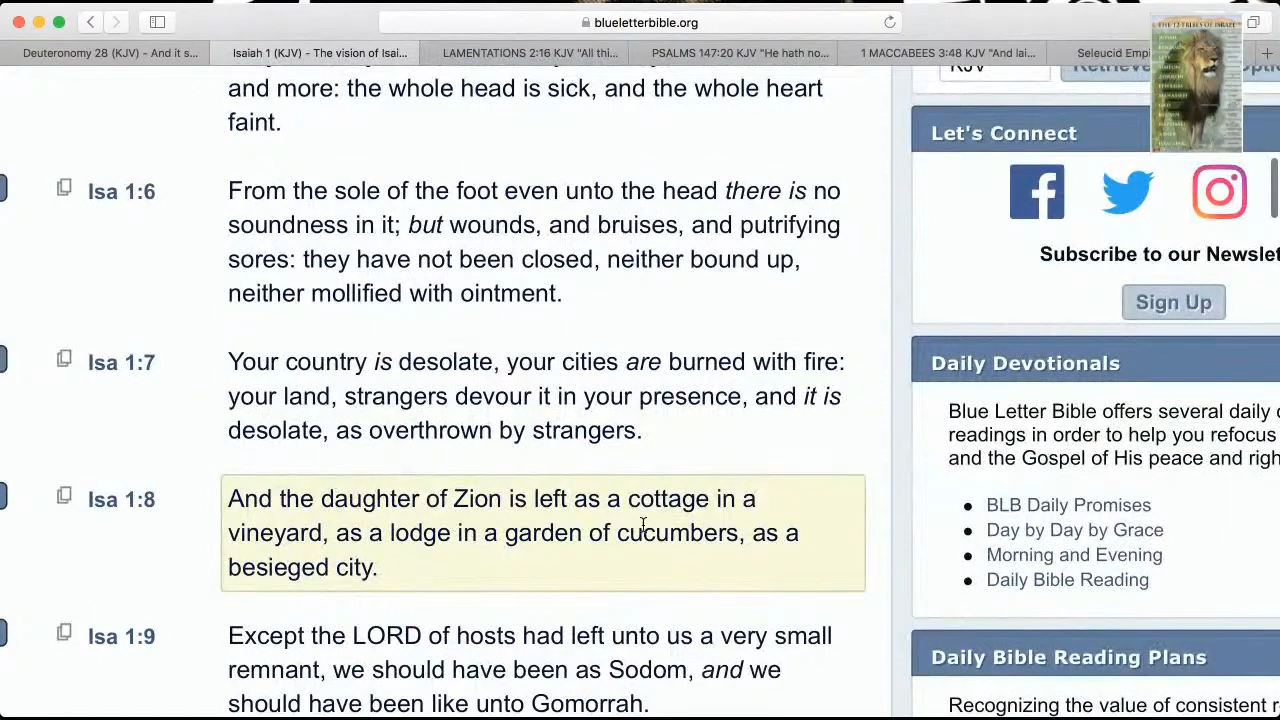 blueletterbible.org
Deuteronomy 28 (KJV) - And it s...
Isaiah 1 (KJV) - The vision of Isai...
LAMENTATIONS 2:16 KJV "All thi...
PSALMS 147:20 KJV "He hath no...
1 MACCABEES 3:48 KJV "And lai...
Seleucid Emp
and more: the whole head is sick, and the whole heart
faint.
Isa 1:6
From the sole of the foot even unto the head there is no
soundness in it; but wounds, and bruises, and putrifying
sores: they have not been closed, neither bound up,
neither mollified with ointment.
Isa 1:7
Your country is desolate, your cities are burned with fire:
your land, strangers devour it in your presence, and it is
desolate, as overthrown by strangers.
Isa 1:8
And the daughter of Zion is left as a cottage in a
vineyard, as a lodge in a garden of cucumbers, as a
besieged city.
Isa 1:9
Except the LORD of hosts had left unto us a very small
remnant, we should have been as Sodom, and we
should have been like unto Gomorrah.
KJV
Retrieve
THE 12 TRIBES OF ISRAEL
Let's Connect
Subscribe to our Newslet
Sign Up
Daily Devotionals
Blue Letter Bible offers several daily
readings in order to help you refocus
and the Gospel of His peace and righ
BLB Daily Promises
Day by Day by Grace
Morning and Evening
Daily Bible Reading
Daily Bible Reading Plans
Recognizing the value of consistent r